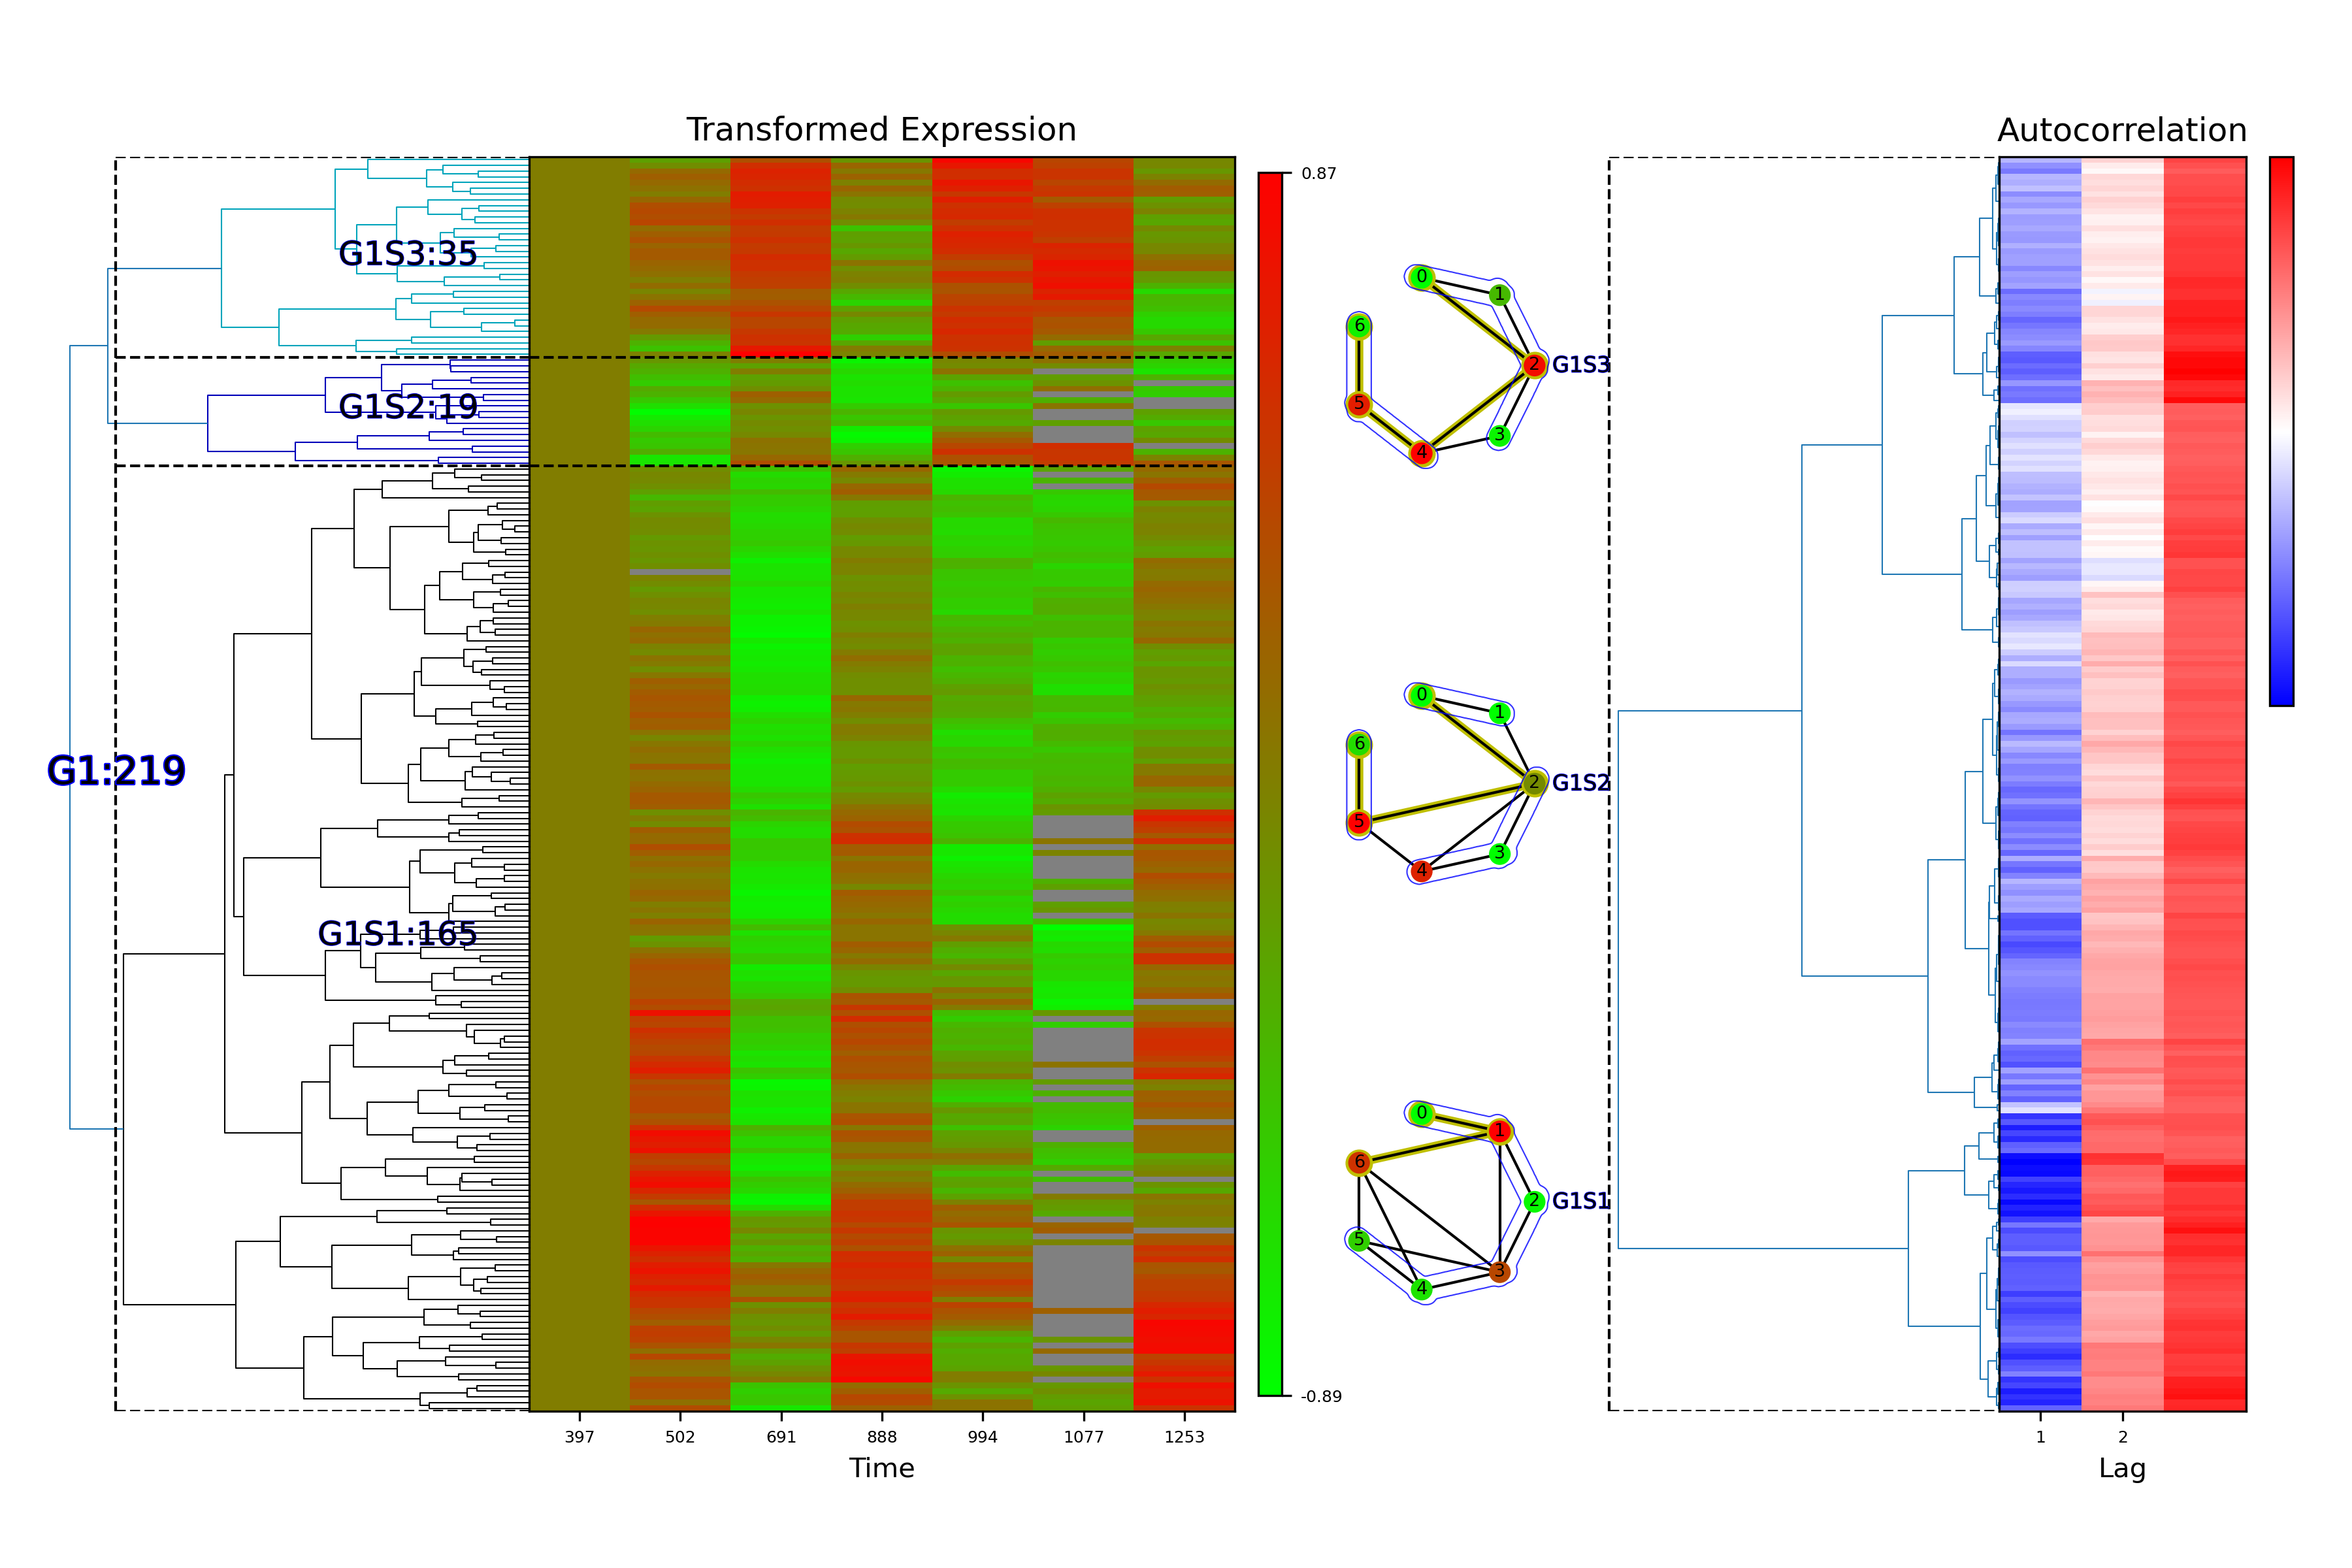 Transformed Expression
Autocorrelation
0.87
G1S3:35
0
1
6
2
G1S3
5
3
4
G1S2:19
0
1
6
2
G1S2
5
3
4
G1:219
G1S1:165
0
1
6
2
G1S1
5
3
4
-0.89
397 502 691 888 994 1077 1253
Time
1 2
Lag